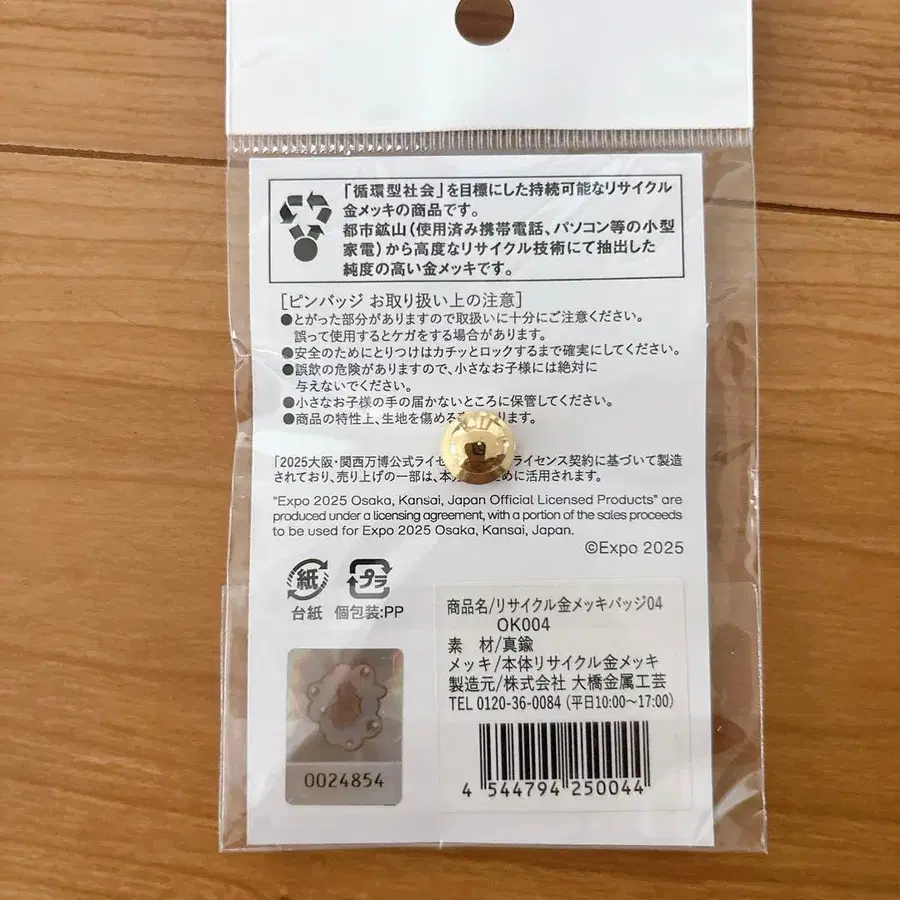 「循環型社会」を目標にした持続可能なリサイクル
金メッキの商品です。
都市鉱山(使用済み携帯電話、パソコン等の小型
家電)から高度なリサイクル技術にて抽出した
純度の高い金メッキです。
[ピンバッジ お取り扱い上の注意]
●とがった部分がありますので取扱いに十分にご注意ください。
誤って使用するとケガをする場合があります。
●安全のためにとりつけはカチッとロックするまで確実にしてください。
●誤飲の危険がありますので、小さなお子様には絶対に
与えないでください。
●小さなお子様の手の届かないところに保管してください。
●商品の特性上、生地を傷める ります。
「2025大阪・関西万博公式ライセ ライセンス契約に基づいて製造
されており、売り上げの一部は、本 ために活用されます。
“Expo 2025 Osaka, Kansai, Japan Official Licensed Products” are
produced under a licensing agreement, with a portion of the sales proceeds
to be used for Expo 2025 Osaka, Kansai, Japan.
©Expo 2025
紙 プラ
台紙 個包装:PP
0024854
商品名/リサイクル金メッキバッジ04
OK004
素 材/真鍮
メッキ/本体リサイクル金メッキ
製造元/株式会社 大橋金属工芸
TEL 0120-36-0084 (平日10:00～17:00)
4 544794 250044